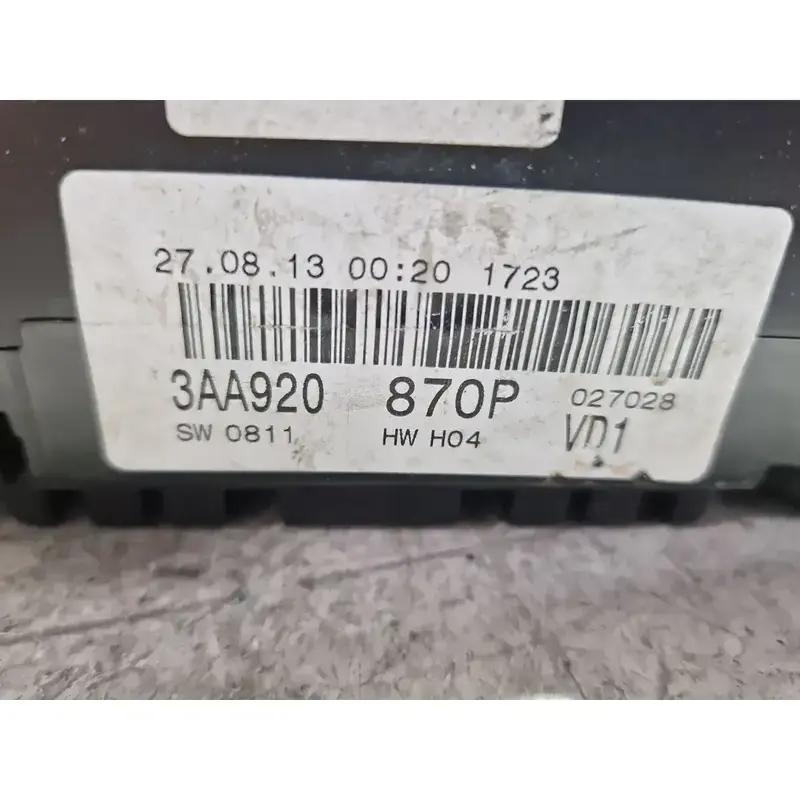 27.08.13 00:20 1723
3AA920 870P 027028
SW 0811 HW H04 VD1